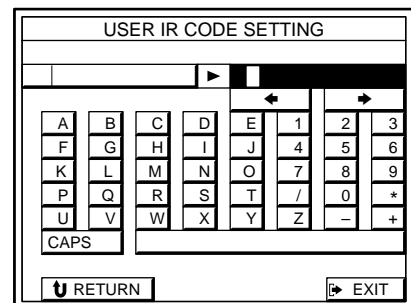 USER IR CODE SETTING
A B C D E 1 2 3
F G H I J 4 5 6
K L M N O 7 8 9
P Q R S T / 0 *
U V W X Y Z – +
CAPS
RETURN EXIT